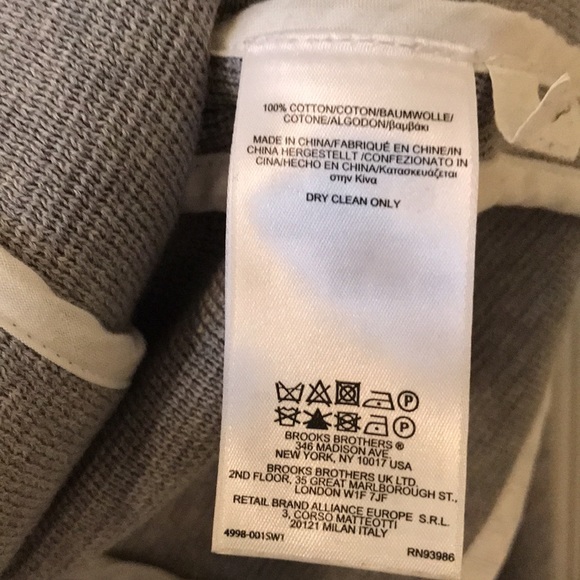 100% COTTON/COTON/BAUMWOLLE/
COTONE/ALGODON/βαμβάκι
MADE IN CHINA/FABRIQUÉ EN CHINE/IN
CHINA HERGESTELLT /CONFEZIONATO IN
CINA/HECHO EN CHINA/Κατασκευάζεται
στην Κίνα
DRY CLEAN ONLY
P
P
BROOKS BROTHERS ®
346 MADISON AVE.
NEW YORK, NY 10017 USA
BROOKS BROTHERS UK LTD.
2ND FLOOR, 35 GREAT MARLBOROUGH ST.,
LONDON W1F 7JF
RETAIL BRAND ALLIANCE EUROPE S.R.L.
3, CORSO MATTEOTTI
20121 MILAN ITALY
4998-001SW1 RN93986